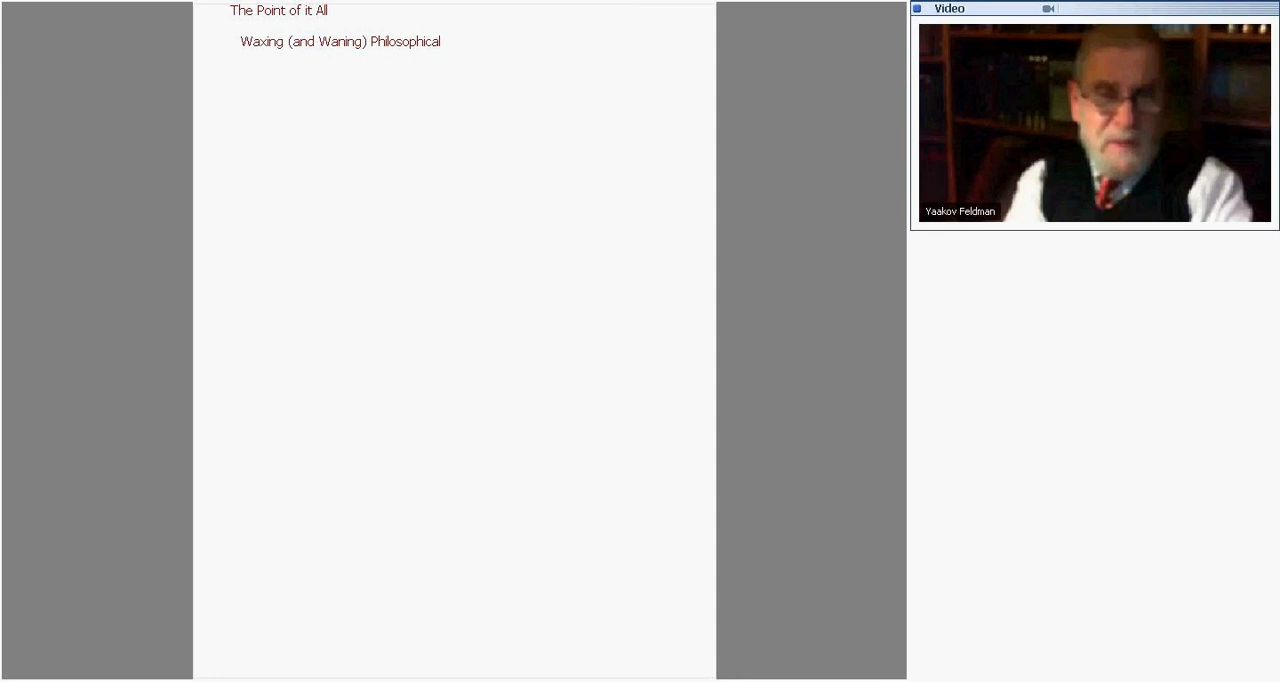 The Point of it All
Waxing (and Waning) Philosophical
Video
Yaakov Feldman